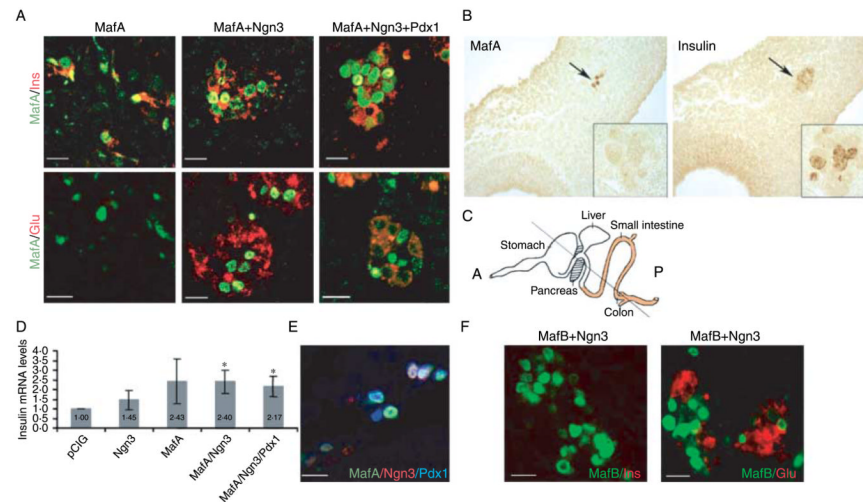 A
MafA
MafA+Ngn3
MafA+Ngn3+Pdx1
MafA/Ins
MafA/Glu
B
MafA
Insulin
C
Liver
Small intestine
Stomach
A
P
Pancreas
Colon
D
Insulin mRNA levels
4·0
3·5
3·0
2·5
2·0
1·5
1·0
0·5
0·0
* *
1·00 1·45 2·43 2·40 2·17
pCIG
Ngn3
MafA
MafA/Ngn3
MafA/Ngn3/Pdx1
E
MafA/Ngn3/Pdx1
F
MafB+Ngn3
MafB+Ngn3
MafB/Ins
MafB/Glu